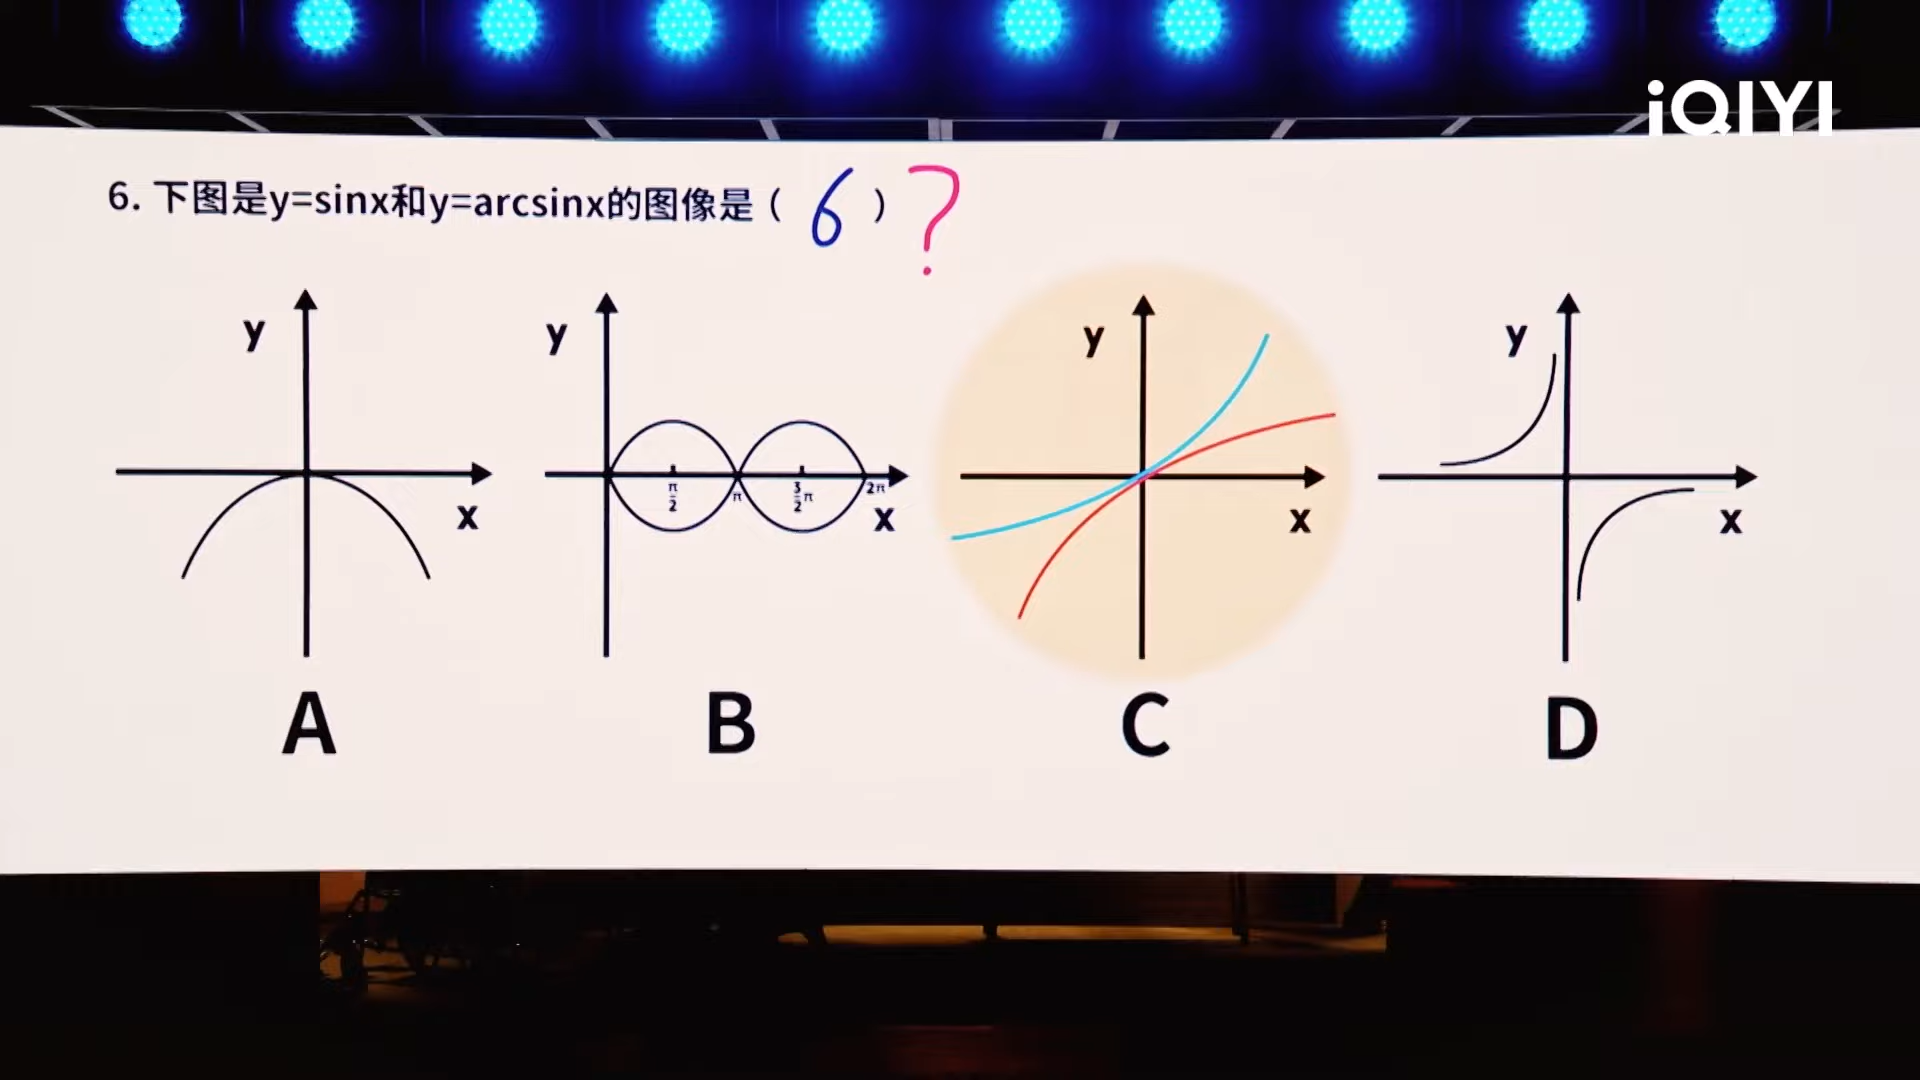 iQIYI
6. 下图是y=sinx和y=arcsinx的图像是 ( 6 ) ?
y y y y
π/2 π 3/2π 2π
x x x x
A B C D